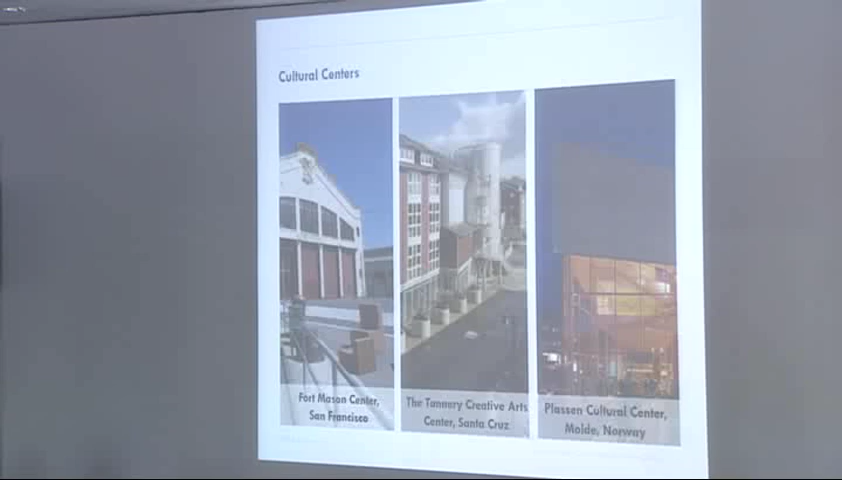 Cultural Centers
Fort Mason Center,
San Francisco
The Tannery Creative Arts
Center, Santa Cruz
Plassen Cultural Center,
Molde, Norway